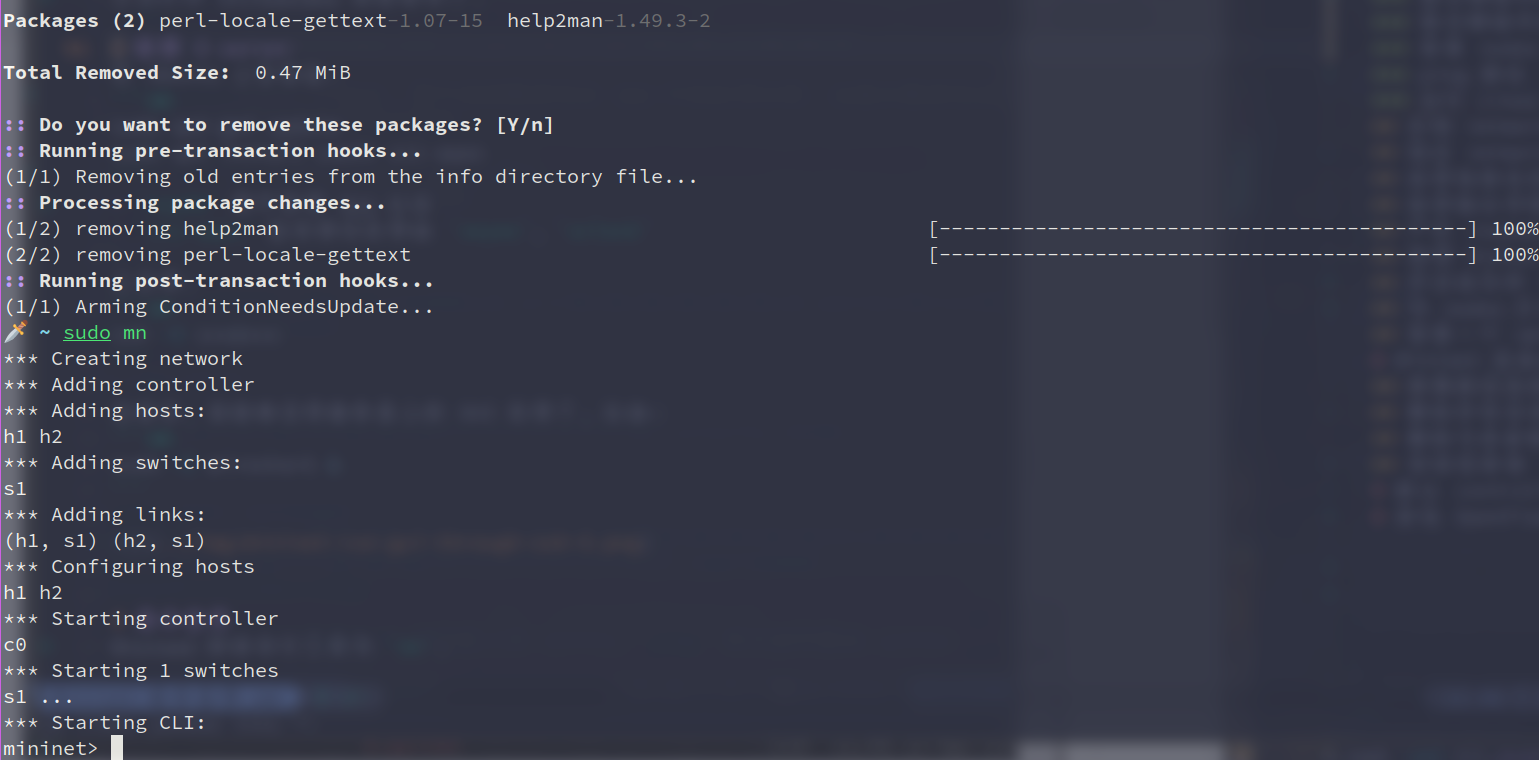 Packages (2) perl-locale-gettext-1.07-15  help2man-1.49.3-2
Total Removed Size:  0.47 MiB
:: Do you want to remove these packages? [Y/n]
:: Running pre-transaction hooks...
(1/1) Removing old entries from the info directory file...
:: Processing package changes...
(1/2) removing help2man [--------------------------------------------] 100%
(2/2) removing perl-locale-gettext [--------------------------------------------] 100%
:: Running post-transaction hooks...
(1/1) Arming ConditionNeedsUpdate...
🗡️ ~ sudo mn
*** Creating network
*** Adding controller
*** Adding hosts:
h1 h2
*** Adding switches:
s1
*** Adding links:
(h1, s1) (h2, s1)
*** Configuring hosts
h1 h2
*** Starting controller
c0
*** Starting 1 switches
s1 ...
*** Starting CLI:
mininet>